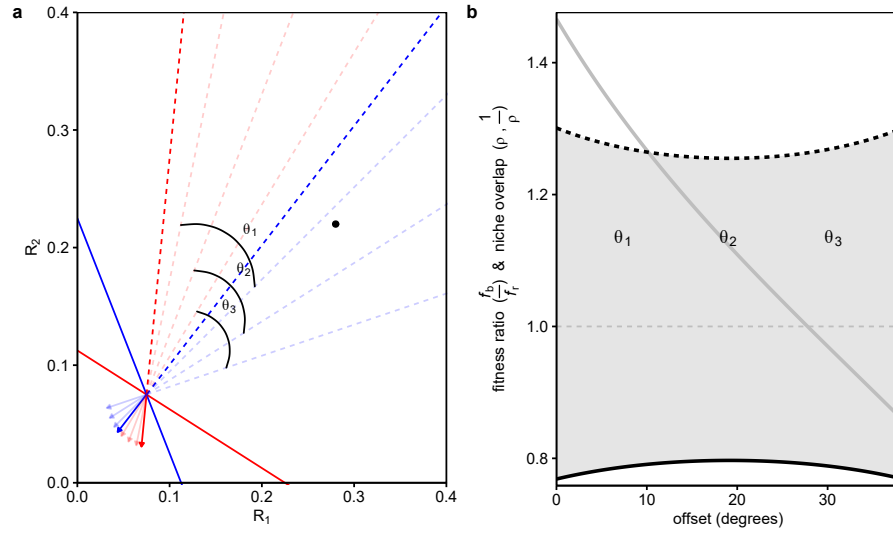 a
b
0.4
0.3
0.2
0.1
0.0
R2
0.0
0.1
0.2
0.3
0.4
R1
θ1
θ2
θ3
1.4
1.2
1.0
0.8
fitness ratio (fb/fr) & niche overlap (ρ, 1/ρ)
θ1
θ2
θ3
0
10
20
30
offset (degrees)